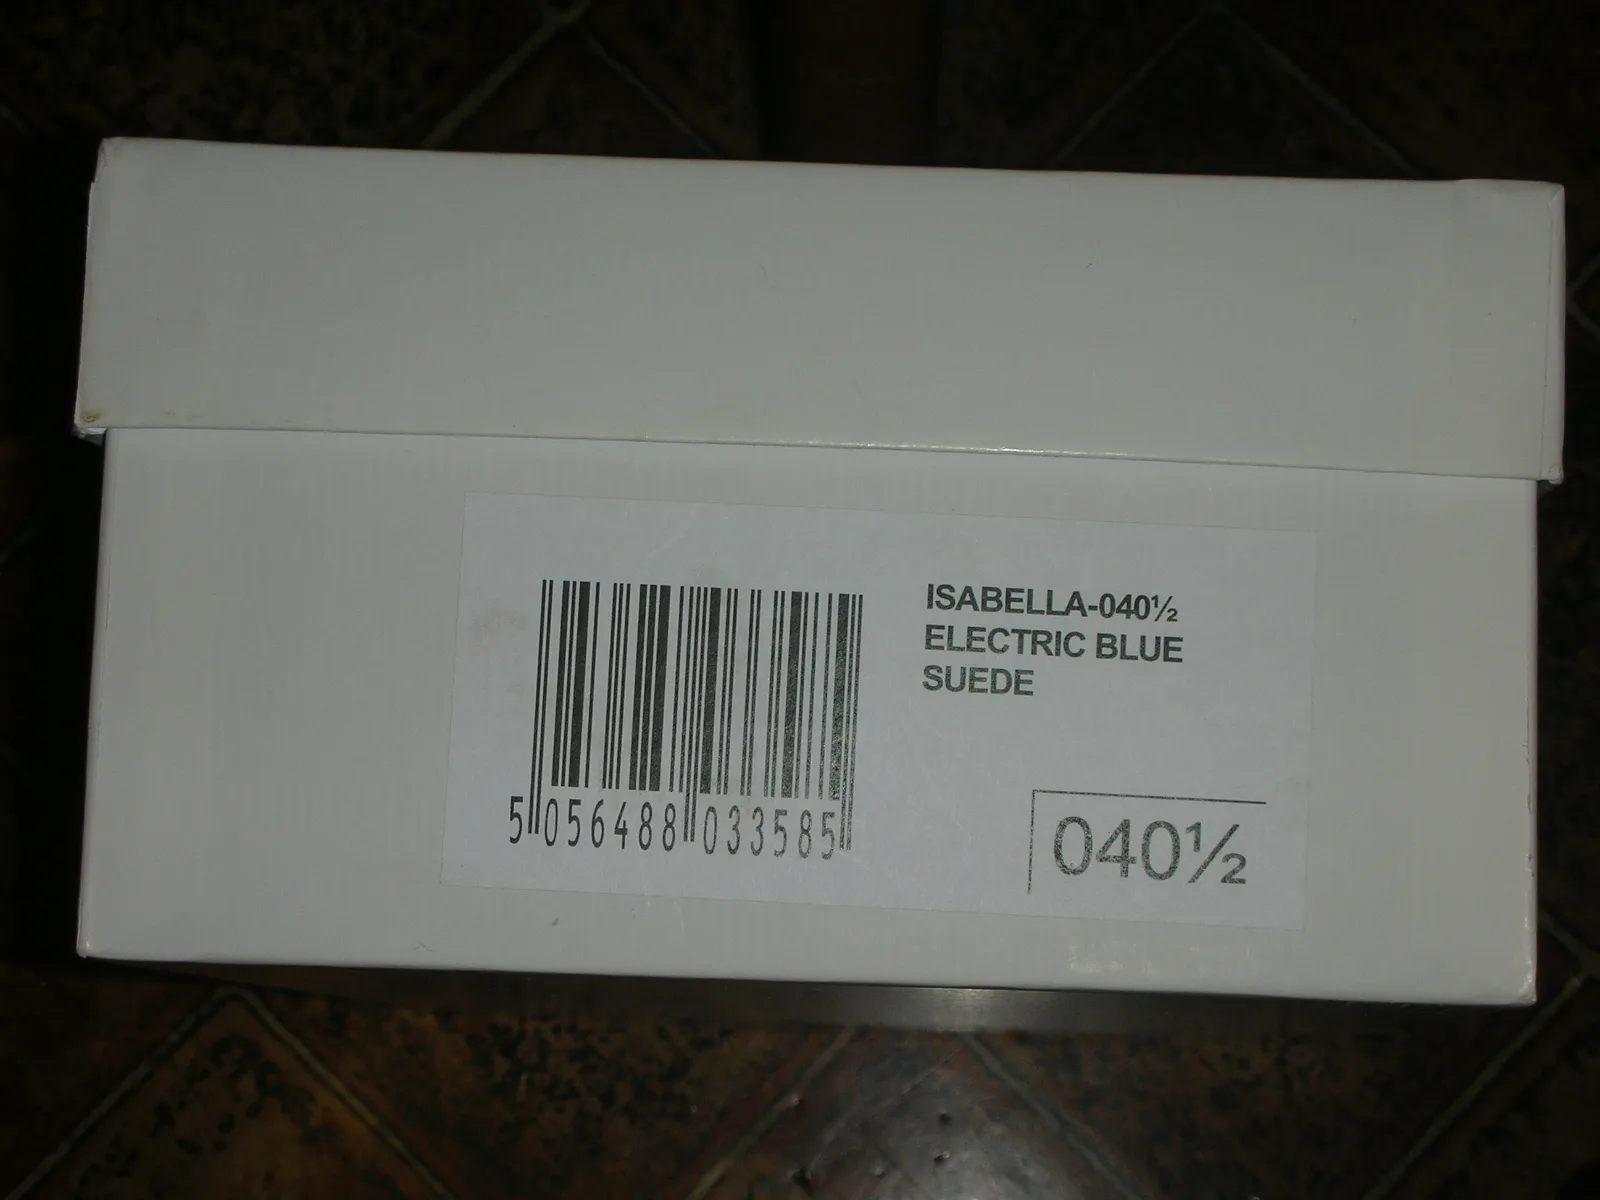 ISABELLA-040½
ELECTRIC BLUE
SUEDE
5 056488 033585
040½